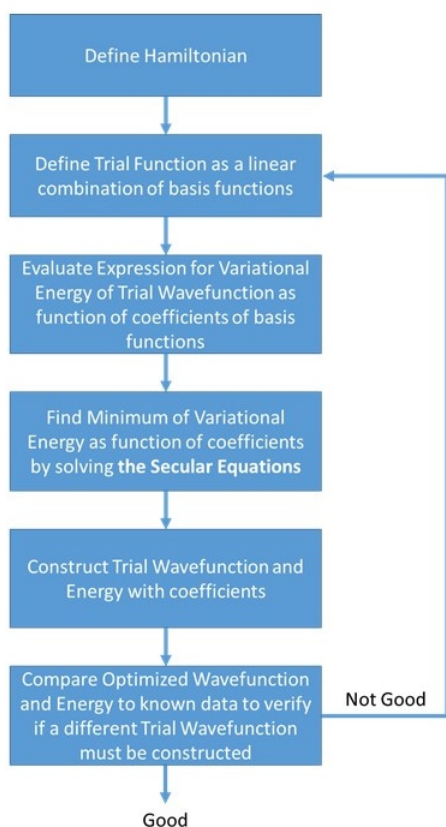 Define Hamiltonian
Define Trial Function as a linear
combination of basis functions
Evaluate Expression for Variational
Energy of Trial Wavefunction as
function of coefficients of basis
functions
Find Minimum of Variational
Energy as function of coefficients
by solving the Secular Equations
Construct Trial Wavefunction and
Energy with coefficients
Compare Optimized Wavefunction
and Energy to known data to verify
if a different Trial Wavefunction
must be constructed
Not Good
Good